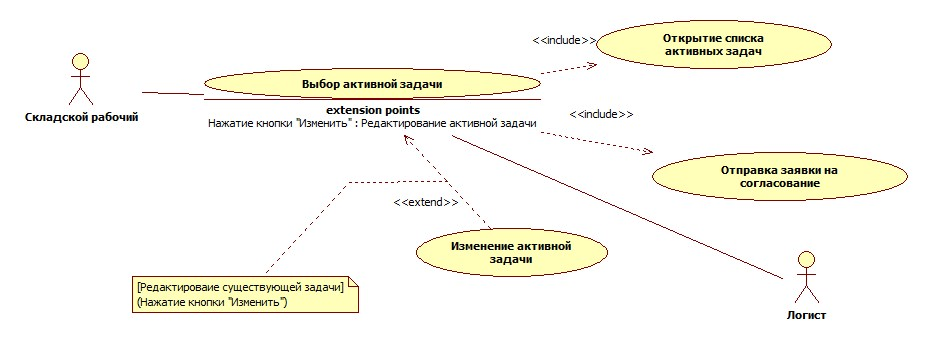 <<include>>
Открытие списка
активных задач
Складской рабочий
Выбор активной задачи
extension points
Нажатие кнопки "Изменить" : Редактирование активной задачи
<<include>>
Отправка заявки на
согласование
<<extend>>
Изменение активной
задачи
[Редактироваие существующей задачи]
(Нажатие кнопки "Изменить")
Логист